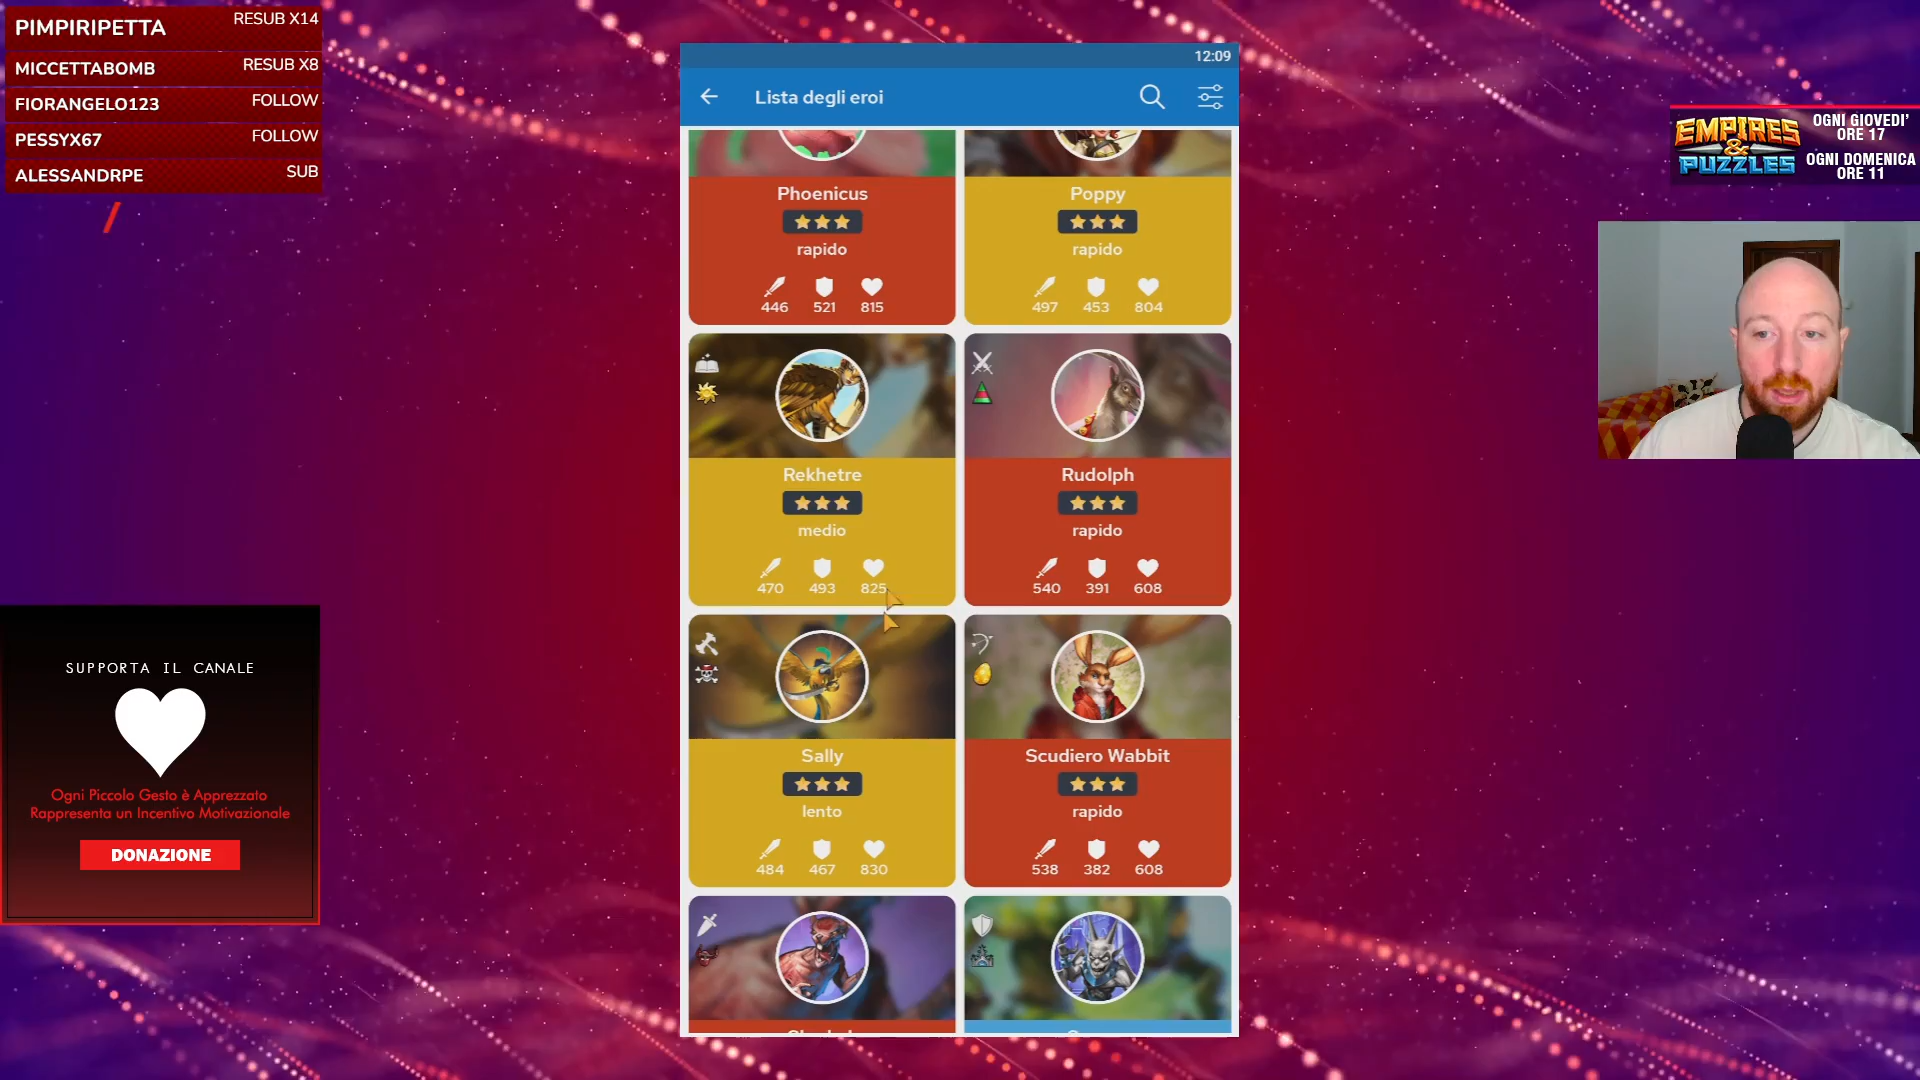 PIMPIRIPETTA RESUB X14
MICCETTABOMB RESUB X8
FIORANGELO123 FOLLOW
PESSYX67 FOLLOW
ALESSANDRPE SUB
12:09
Lista degli eroi
Phoenicus
rapido
446 521 815
Poppy
rapido
497 453 804
Rekhetre
medio
470 493 825
Rudolph
rapido
540 391 608
Sally
lento
484 467 830
Scudiero Wabbit
rapido
538 382 608
EMPIRES
&
PUZZLES
OGNI GIOVEDI'
ORE 17
OGNI DOMENICA
ORE 11
SUPPORTA IL CANALE
Ogni Piccolo Gesto è Apprezzato
Rappresenta un Incentivo Motivazionale
DONAZIONE